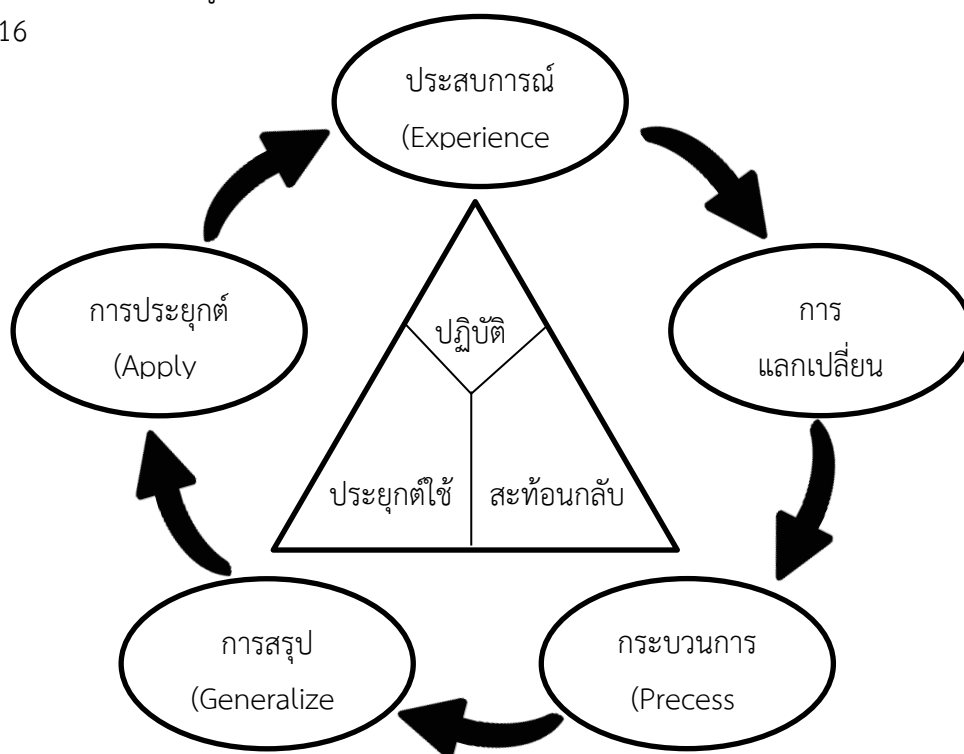 16
ประสบการณ์
(Experience
การ
แลกเปลี่ยน
กระบวนการ
(Precess
การสรุป
(Generalize
การประยุกต์
(Apply
ปฏิบัติ
ประยุกต์ใช้
สะท้อนกลับ